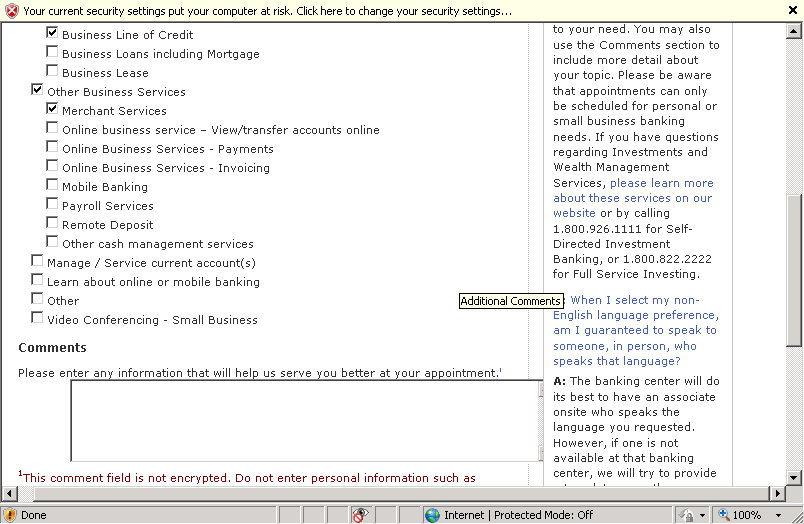 Your current security settings put your computer at risk. Click here to change your security settings...
Business Line of Credit
Business Loans including Mortgage
Business Lease
Other Business Services
Merchant Services
Online business service – View/transfer accounts online
Online Business Services - Payments
Online Business Services - Invoicing
Mobile Banking
Payroll Services
Remote Deposit
Other cash management services
Manage / Service current account(s)
Learn about online or mobile banking
Other
Video Conferencing - Small Business
Comments
Please enter any information that will help us serve you better at your appointment.¹
¹This comment field is not encrypted. Do not enter personal information such as
to your need. You may also
use the Comments section to
include more detail about
your topic. Please be aware
that appointments can only
be scheduled for personal or
small business banking
needs. If you have questions
regarding Investments and
Wealth Management
Services, please learn more
about these services on our
website or by calling
1.800.926.1111 for Self-
Directed Investment
Banking, or 1.800.822.2222
for Full Service Investing.
Additional Comments
: When I select my non-
English language preference,
am I guaranteed to speak to
someone, in person, who
speaks that language?
A: The banking center will do
its best to have an associate
onsite who speaks the
language you requested.
However, if one is not
available at that banking
center, we will try to provide
Done
Internet | Protected Mode: Off
100%